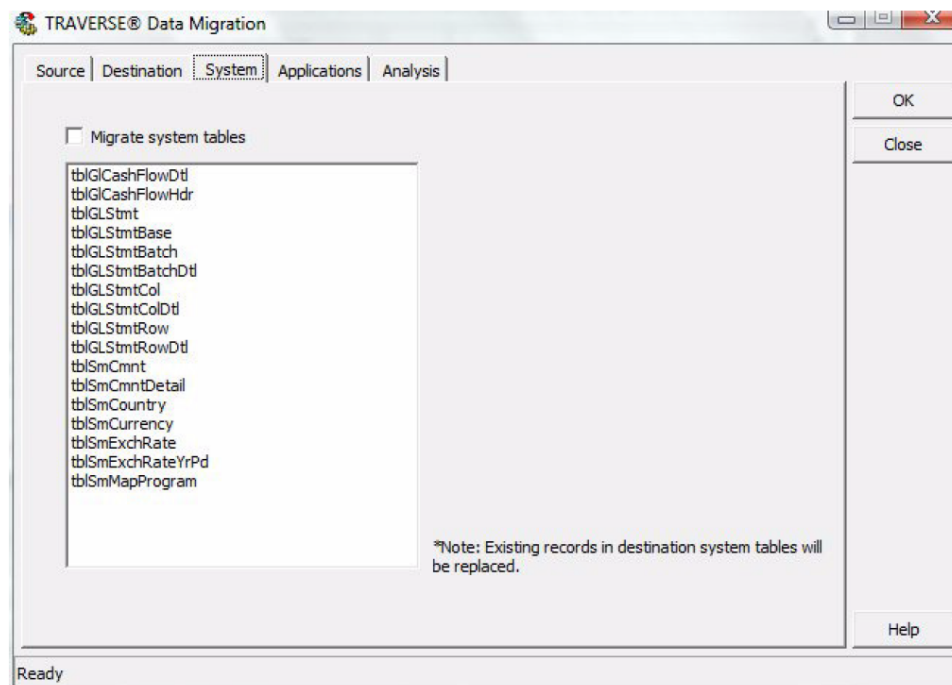 TRAVERSE® Data Migration
Source Destination System Applications Analysis
OK
Close
Migrate system tables
tblGlCashFlowDtl
tblGlCashFlowHdr
tblGLStmt
tblGLStmtBase
tblGLStmtBatch
tblGLStmtBatchDtl
tblGLStmtCol
tblGLStmtColDtl
tblGLStmtRow
tblGLStmtRowDtl
tblSmCmnt
tblSmCmntDetail
tblSmCountry
tblSmCurrency
tblSmExchRate
tblSmExchRateYrPd
tblSmMapProgram
*Note: Existing records in destination system tables will
be replaced.
Help
Ready